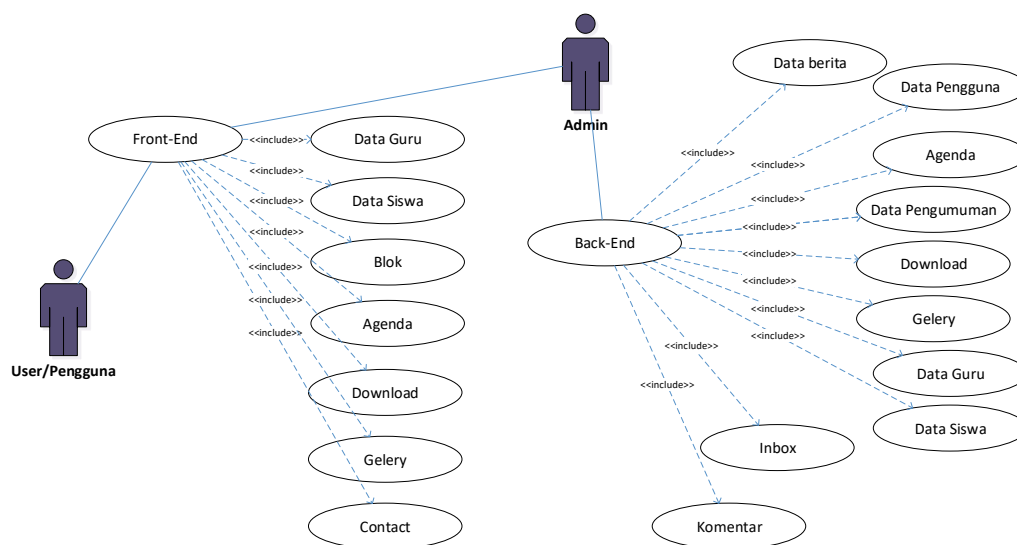 Data berita
Data Pengguna
Admin
Front-End
<<include>>
Data Guru
<<include>>
<<include>>
Agenda
<<include>>
<<include>>
Data Siswa
<<include>>
<<include>>
Data Pengumuman
<<include>>
<<include>>
Back-End
<<include>>
Blok
<<include>>
Download
<<include>>
<<include>>
Gelery
<<include>>
<<include>>
Agenda
<<include>>
<<include>>
User/Pengguna
Data Guru
<<include>>
Download
Data Siswa
Inbox
Gelery
Contact
Komentar